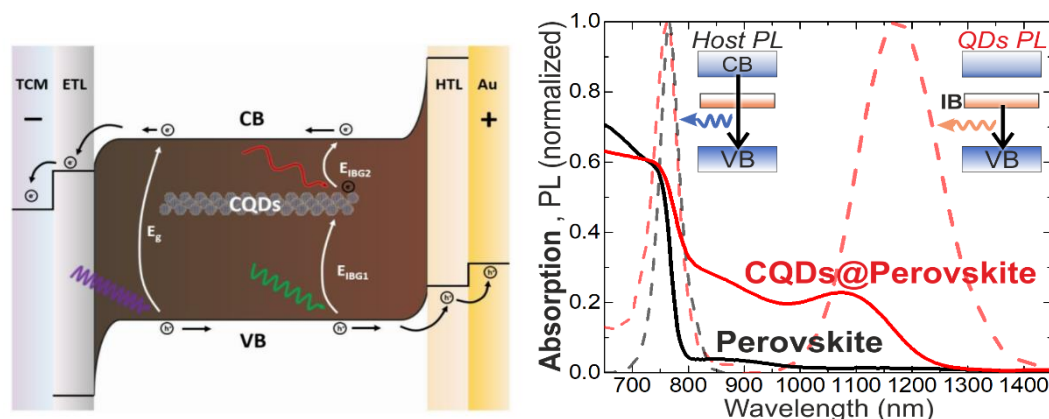 TCM
ETL
HTL
Au
−
+
CB
e⁻
e⁻
e⁻
e⁻
e
E_IBG2
CQDs
E_g
E_IBG1
h⁺
h⁺
h⁺
h⁺
VB
Absorption , PL (normalized)
1.0
0.8
0.6
0.4
0.2
0.0
Host PL
CB
VB
QDs PL
IB
VB
CQDs@Perovskite
Perovskite
700 800 900 1000 1100 1200 1300 1400
Wavelength (nm)